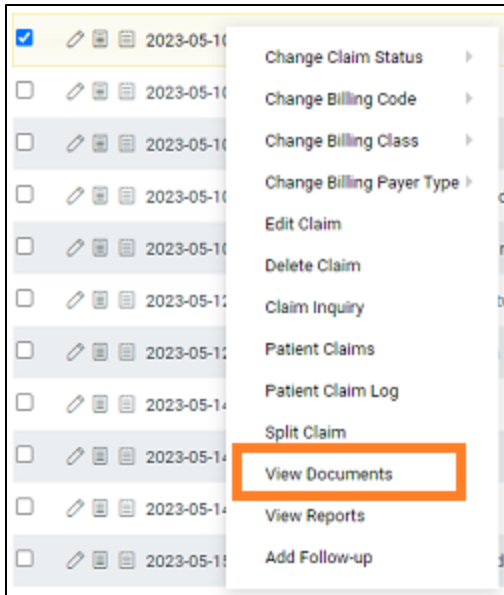 2023-05-10
2023-05-10
2023-05-10
2023-05-10
2023-05-10
2023-05-12
2023-05-12
2023-05-14
2023-05-14
2023-05-14
2023-05-15
Change Claim Status
Change Billing Code
Change Billing Class
Change Billing Payer Type
Edit Claim
Delete Claim
Claim Inquiry
Patient Claims
Patient Claim Log
Split Claim
View Documents
View Reports
Add Follow-up